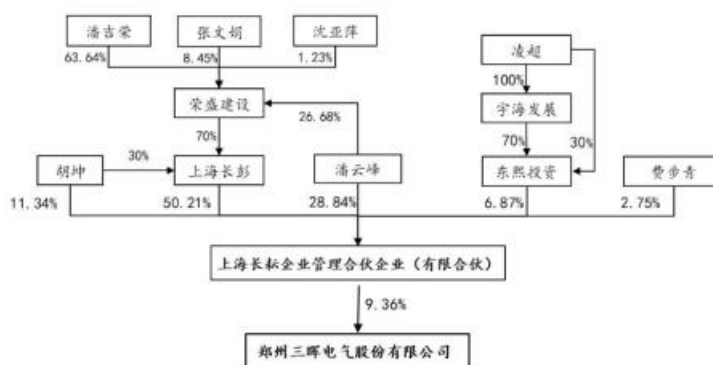 潘吉荣
张文娟
沈亚萍
凌超
63.64%
8.45%
1.23%
100%
荣盛建设
26.68%
宇海发展
70%
70%
30%
30%
胡坤
上海长彭
潘云峰
东熙投资
费步青
11.34%
50.21%
28.84%
6.87%
2.75%
上海长耘企业管理合伙企业（有限合伙）
9.36%
郑州三晖电气股份有限公司